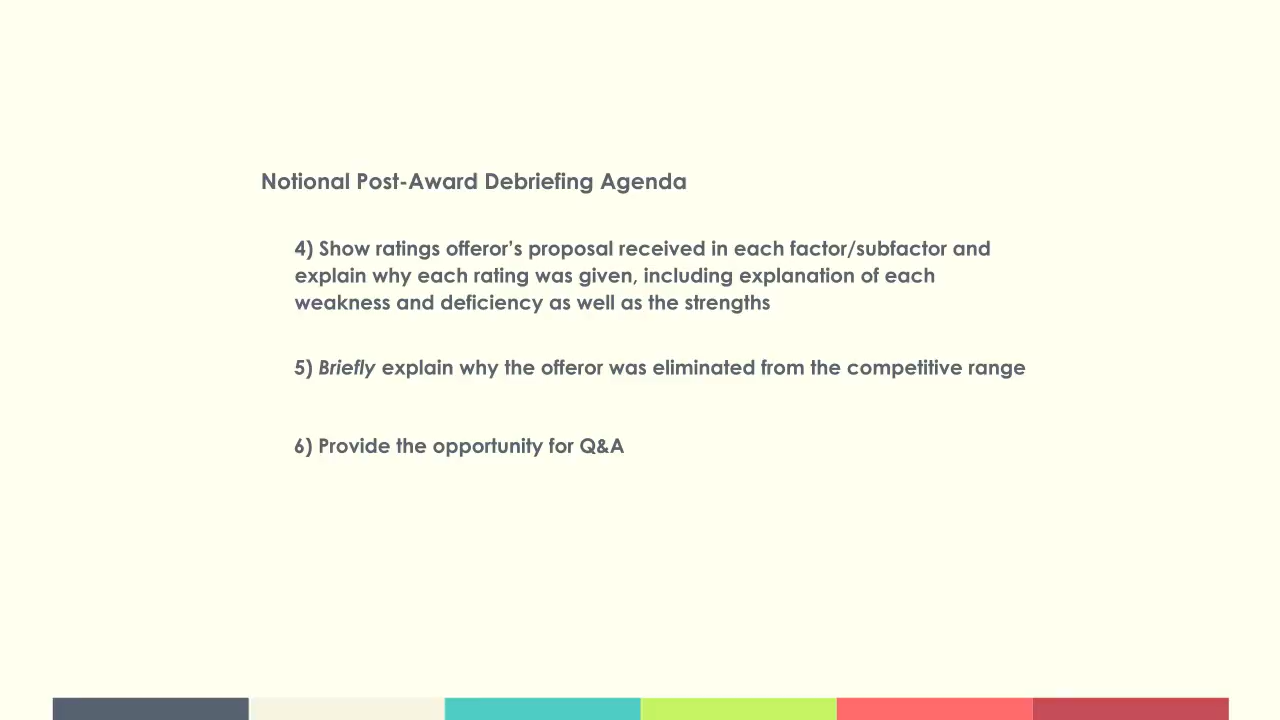 Notional Post-Award Debriefing Agenda
4) Show ratings offeror’s proposal received in each factor/subfactor and
explain why each rating was given, including explanation of each
weakness and deficiency as well as the strengths
5) Briefly explain why the offeror was eliminated from the competitive range
6) Provide the opportunity for Q&A